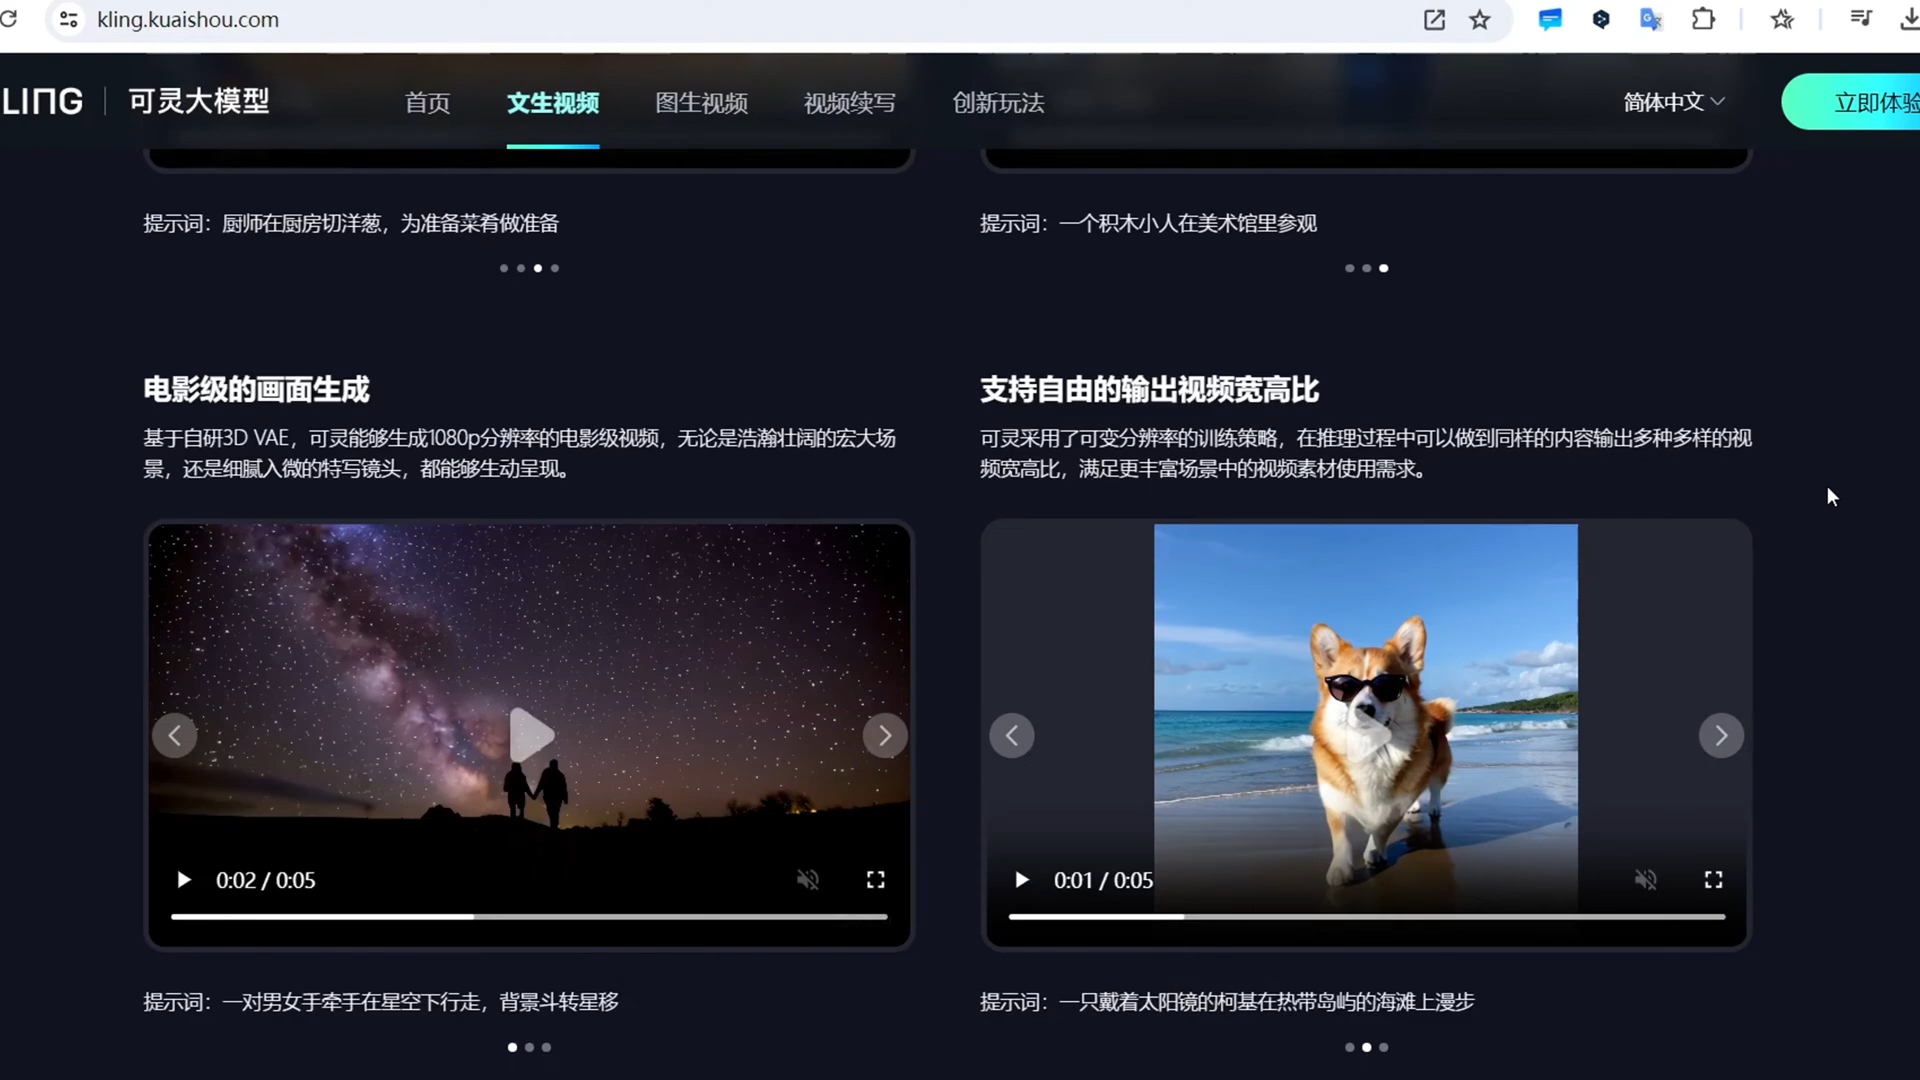 kling.kuaishou.com
LING
可灵大模型
首页
文生视频
图生视频
视频续写
创新玩法
简体中文
立即体验
提示词：厨师在厨房切洋葱，为准备菜肴做准备
提示词：一个积木小人在美术馆里参观
电影级的画面生成
基于自研3D VAE，可灵能够生成1080p分辨率的电影级视频，无论是浩瀚壮阔的宏大场
景，还是细腻入微的特写镜头，都能够生动呈现。
支持自由的输出视频宽高比
可灵采用了可变分辨率的训练策略，在推理过程中可以做到同样的内容输出多种多样的视
频宽高比，满足更丰富场景中的视频素材使用需求。
0:02 / 0:05
0:01 / 0:05
提示词：一对男女手牵手在星空下行走，背景斗转星移
提示词：一只戴着太阳镜的柯基在热带岛屿的海滩上漫步